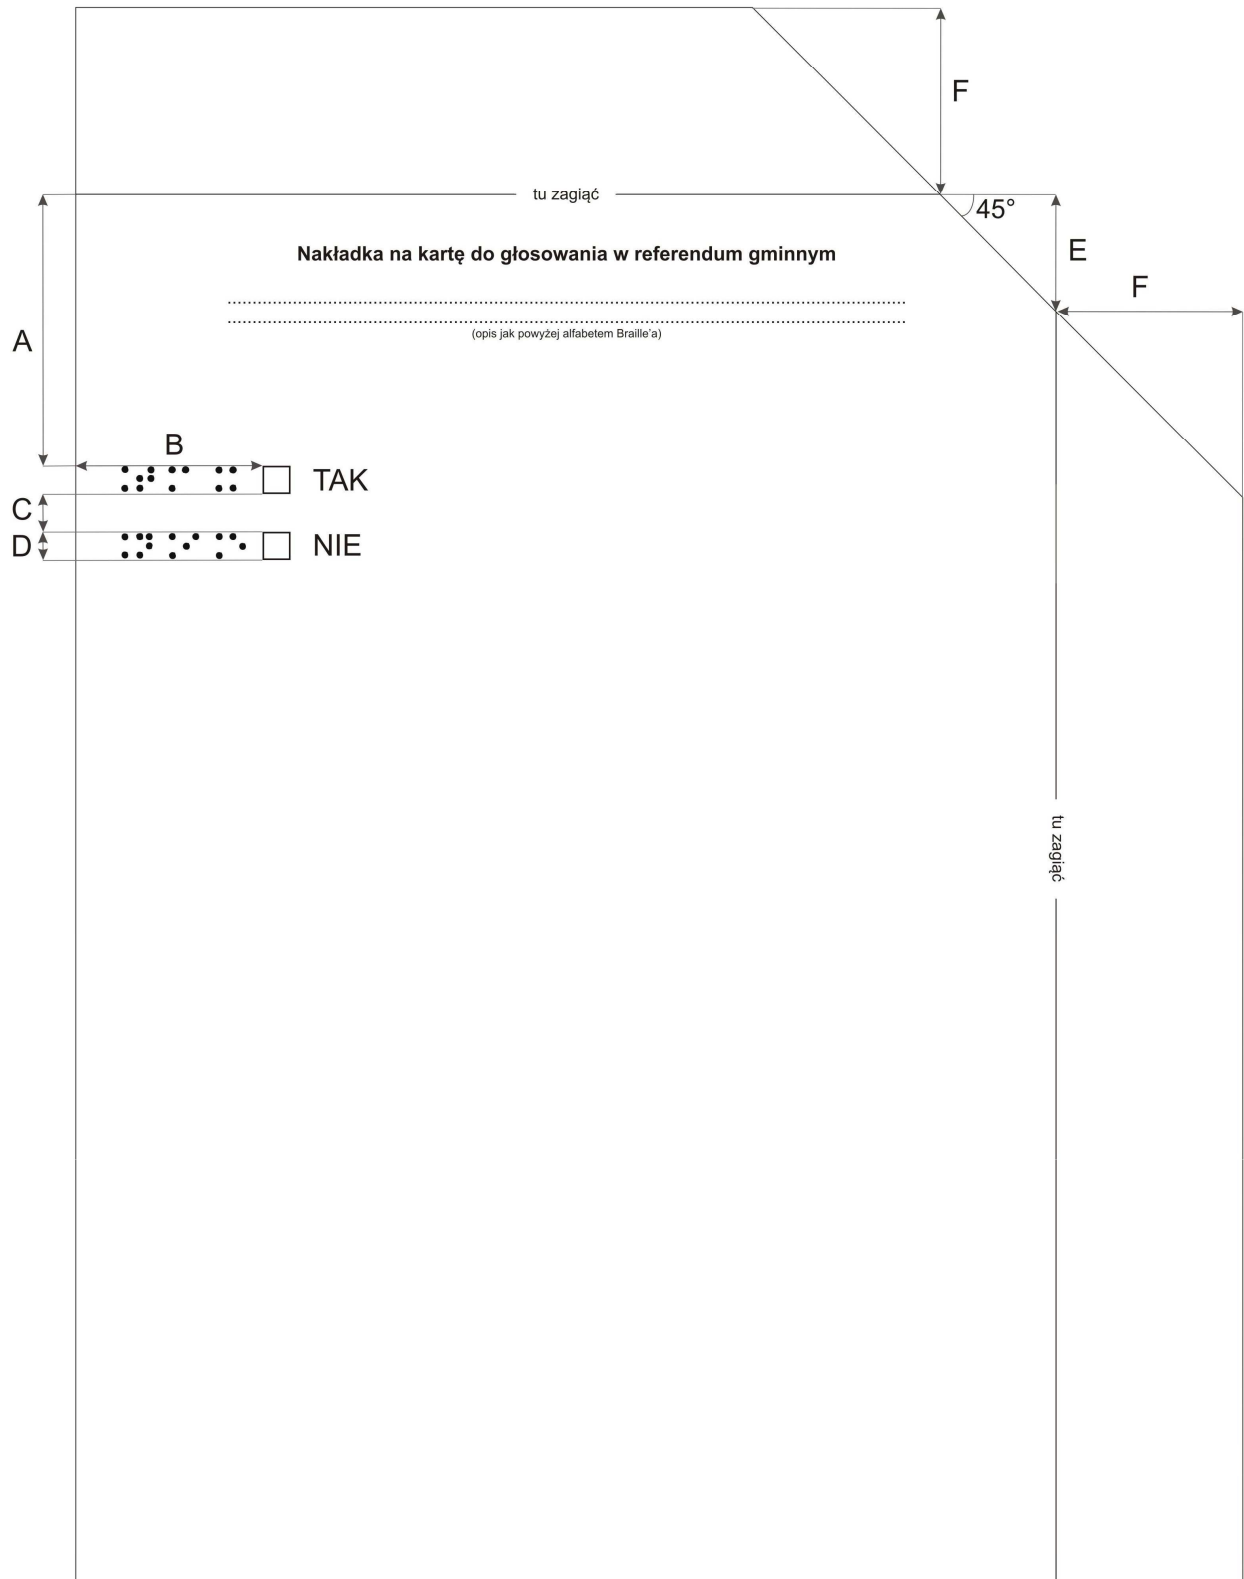 F
tu zagiąć
45°
Nakładka na kartę do głosowania w referendum gminnym
E
F
..........................................................................................
..........................................................................................
(opis jak powyżej alfabetem Braille'a)
A
B
TAK
C
D
NIE
tu zagiąć